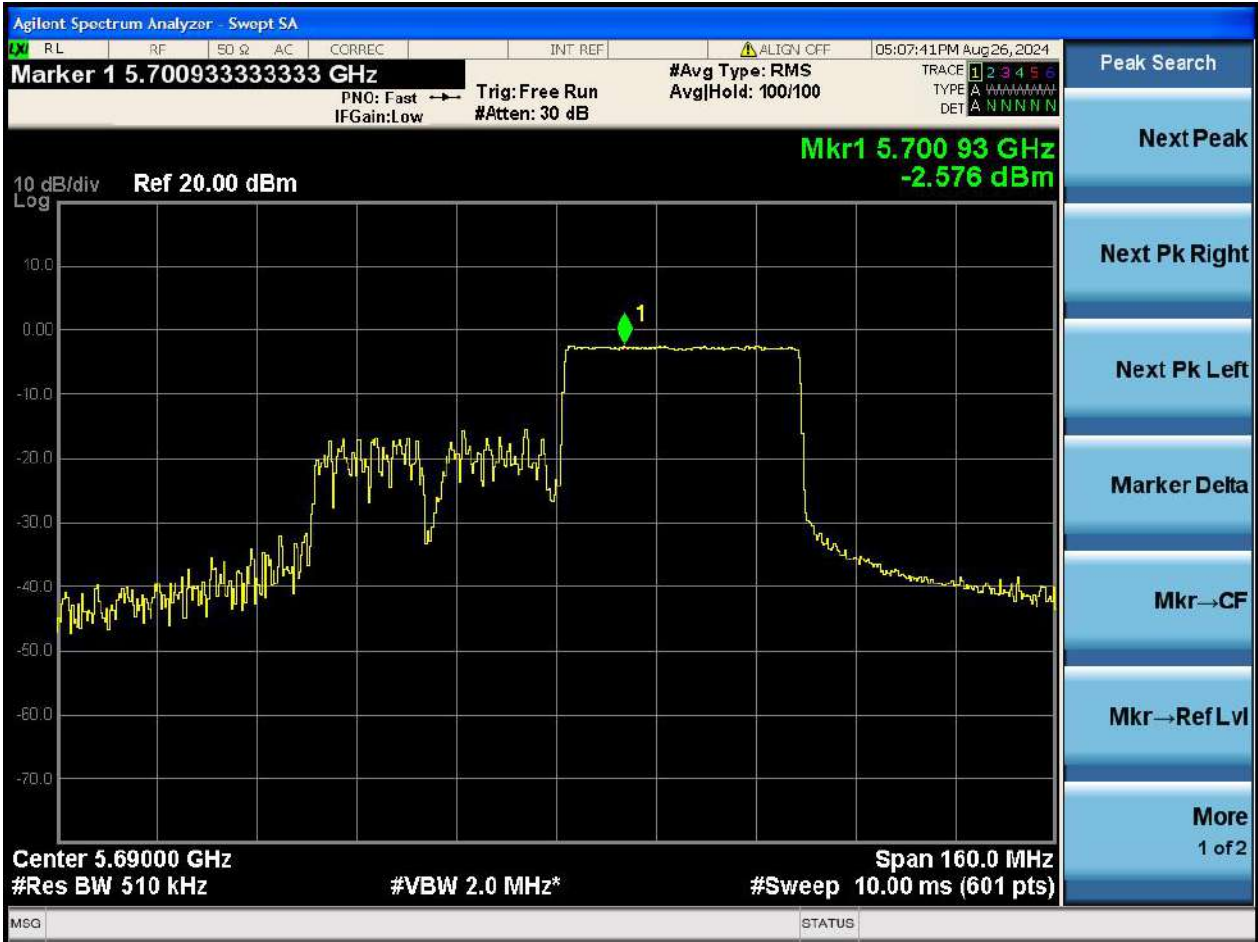 Agilent Spectrum Analyzer - Swept SA
LXI RL RF 50 Ω AC CORREC INT REF ALIGN OFF 05:07:41PM Aug 26, 2024
Marker 1 5.700933333333 GHz
PNO: Fast
IFGain:Low
Trig: Free Run
#Atten: 30 dB
#Avg Type: RMS
Avg|Hold: 100/100
TRACE 1 2 3 4 5 6
TYPE A WWWWWW
DET A N N N N N
Mkr1 5.700 93 GHz
-2.576 dBm
10 dB/div Ref 20.00 dBm
Log
10.0
0.00
-10.0
-20.0
-30.0
-40.0
-50.0
-60.0
-70.0
1
Center 5.69000 GHz Span 160.0 MHz
#Res BW 510 kHz #VBW 2.0 MHz* #Sweep 10.00 ms (601 pts)
MSG STATUS
Peak Search
Next Peak
Next Pk Right
Next Pk Left
Marker Delta
Mkr→CF
Mkr→Ref Lvl
More
1 of 2